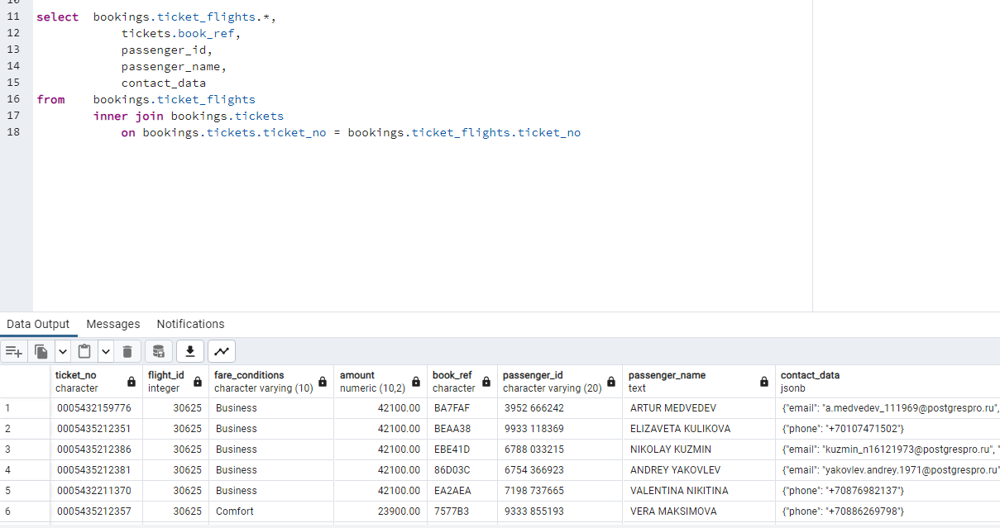 11 select bookings.ticket_flights.*,
12 tickets.book_ref,
13 passenger_id,
14 passenger_name,
15 contact_data
16 from bookings.ticket_flights
17 inner join bookings.tickets
18 on bookings.tickets.ticket_no = bookings.ticket_flights.ticket_no
Data Output Messages Notifications
ticket_no flight_id fare_conditions amount book_ref passenger_id passenger_name contact_data
character integer character varying (10) numeric (10,2) character character varying (20) text jsonb
1 0005432159776 30625 Business 42100.00 BA7FAF 3952 666242 ARTUR MEDVEDEV {"email": "a.medvedev_111969@postgrespro.ru",
2 0005435212351 30625 Business 42100.00 BEAA38 9933 118369 ELIZAVETA KULIKOVA {"phone": "+70107471502"}
3 0005435212386 30625 Business 42100.00 EBE41D 6788 033215 NIKOLAY KUZMIN {"email": "kuzmin_n16121973@postgrespro.ru", "
4 0005435212381 30625 Business 42100.00 86D03C 6754 366923 ANDREY YAKOVLEV {"email": "yakovlev.andrey.1971@postgrespro.ru"
5 0005432211370 30625 Business 42100.00 EA2AEA 7198 737665 VALENTINA NIKITINA {"phone": "+70876982137"}
6 0005435212357 30625 Comfort 23900.00 7577B3 9333 855193 VERA MAKSIMOVA {"phone": "+70886269798"}